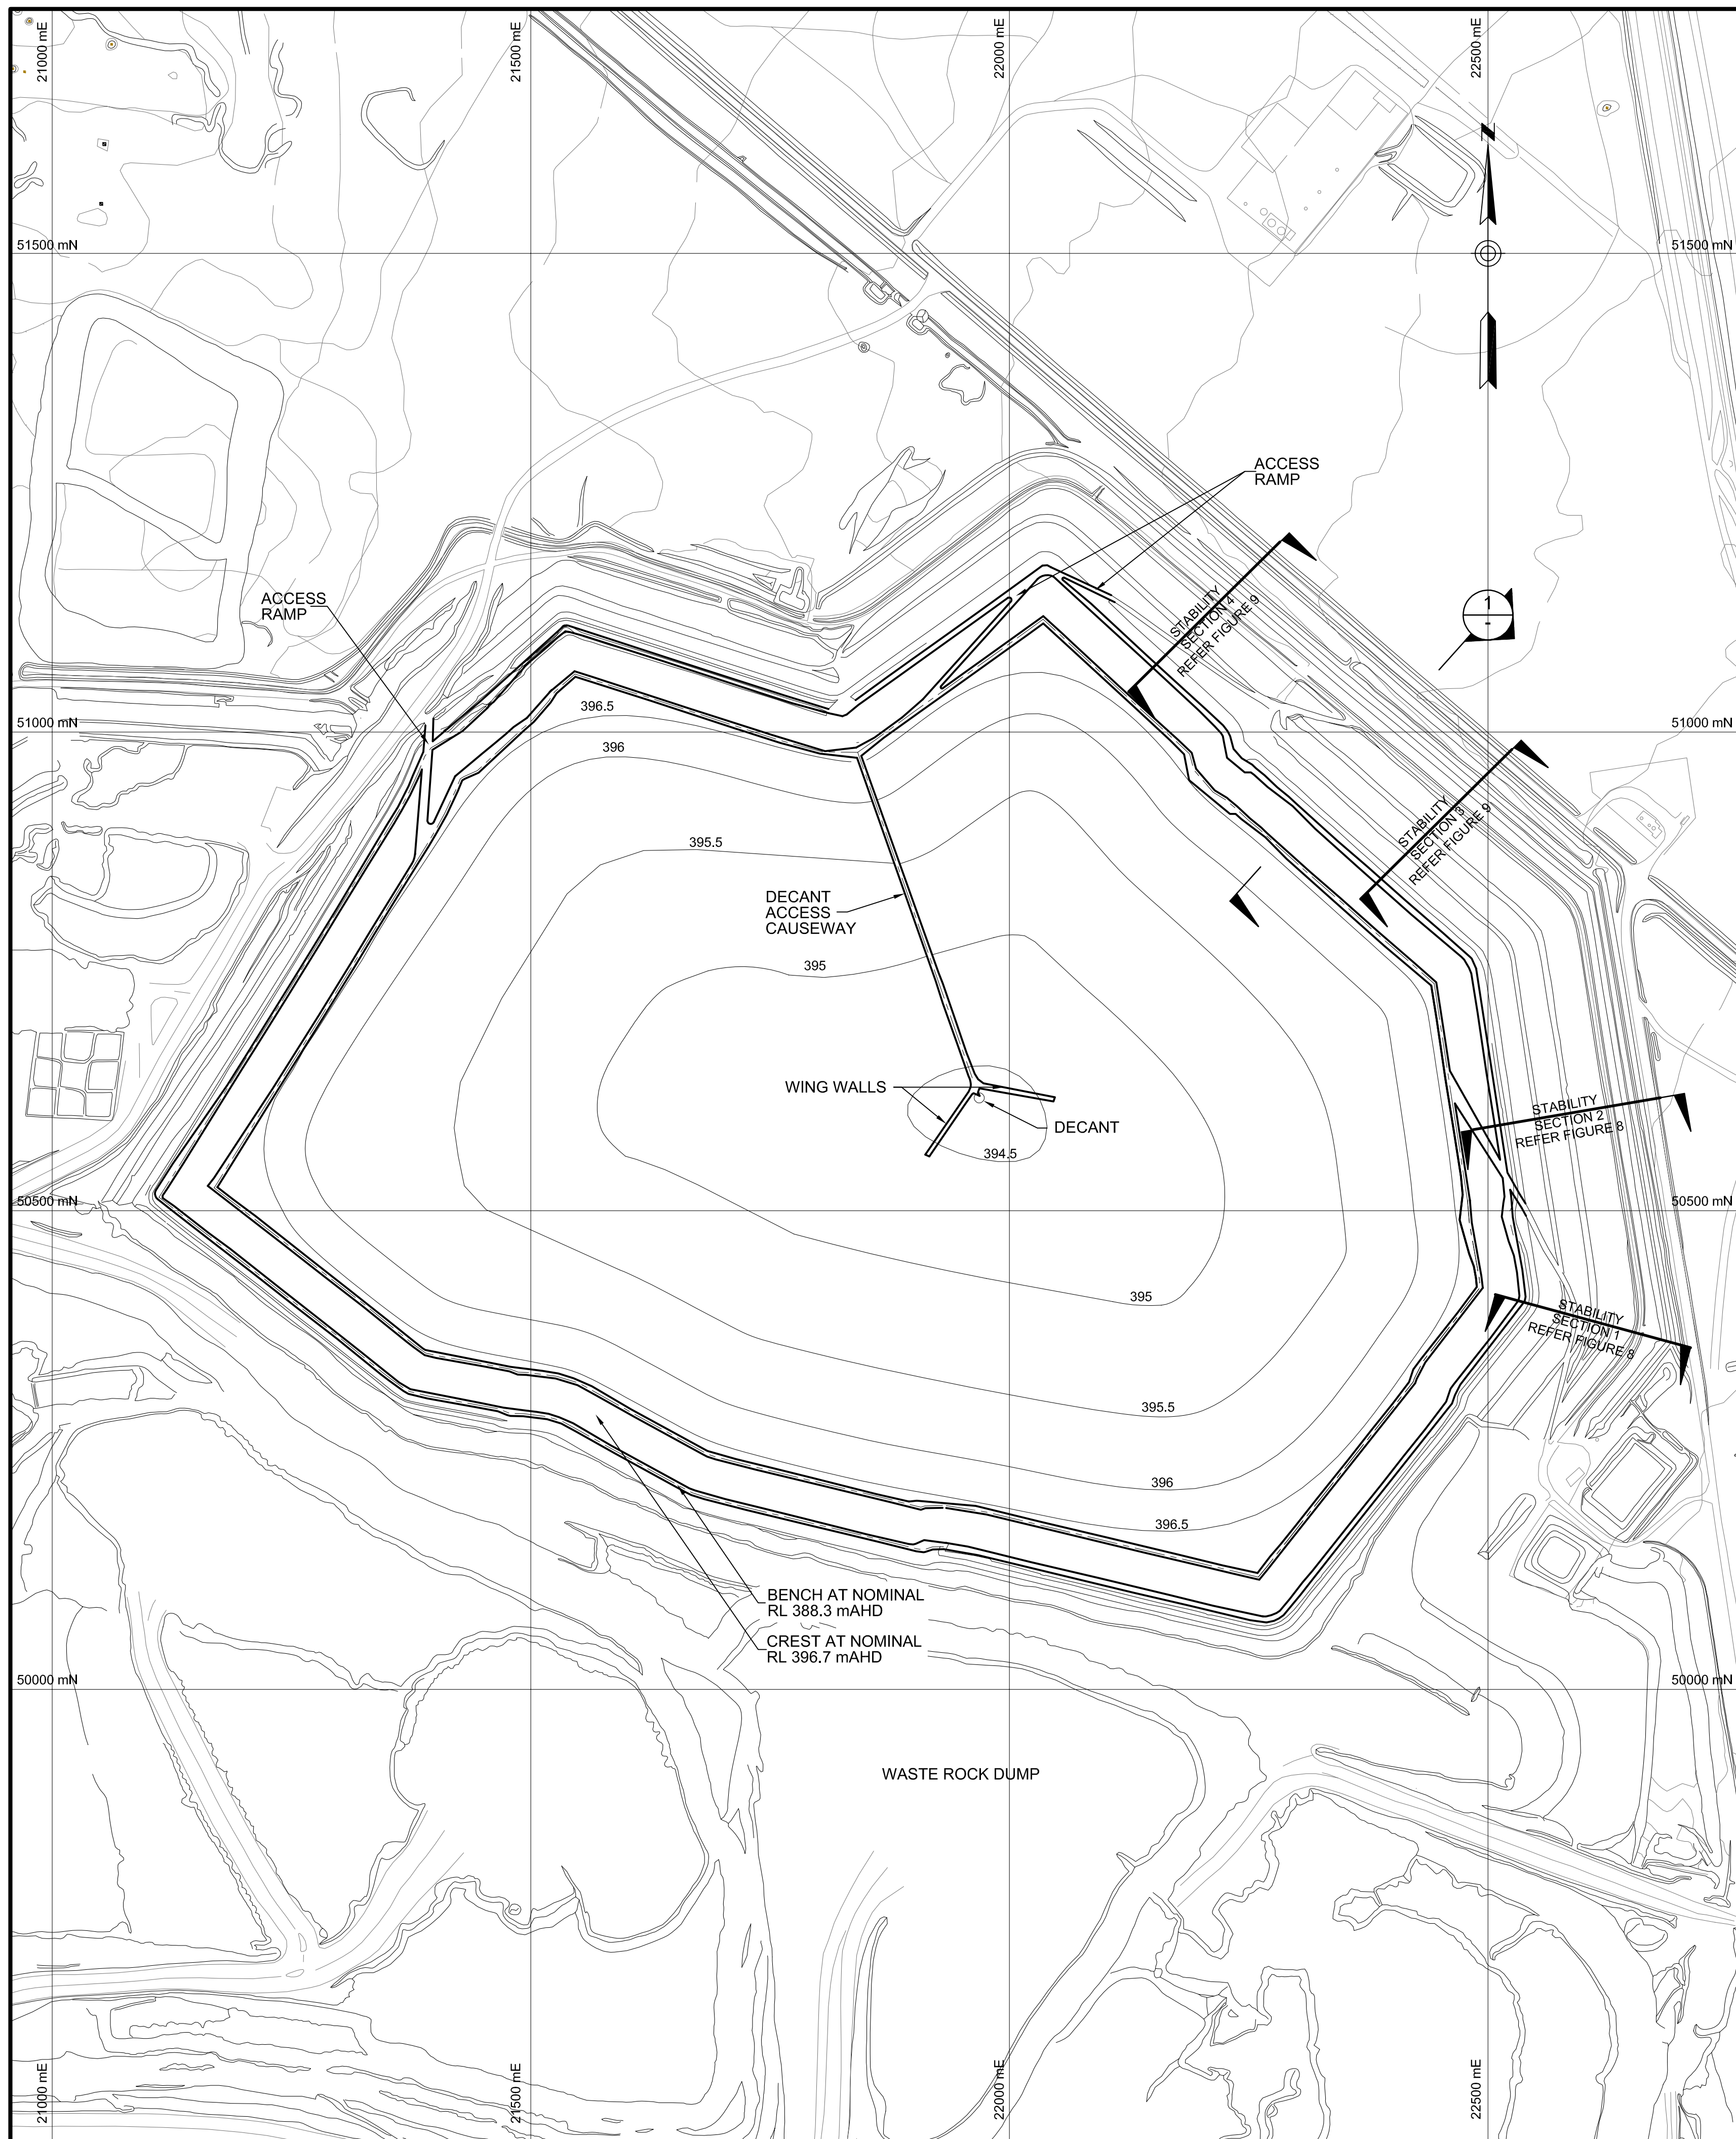 21000 mE
21500 mE
22000 mE
22500 mE
N
51500 mN
51500 mN
ACCESS
RAMP
ACCESS
RAMP
STABILITY
SECTION 4
REFER FIGURE 9
1
-
396.5
51000 mN
51000 mN
396
STABILITY
SECTION 3
REFER FIGURE 9
395.5
DECANT
ACCESS
CAUSEWAY
395
WING WALLS
DECANT
STABILITY
SECTION 2
REFER FIGURE 8
394.5
50500 mN
50500 mN
395
STABILITY
SECTION 1
REFER FIGURE 8
395.5
396
396.5
BENCH AT NOMINAL
RL 388.3 mAHD
CREST AT NOMINAL
RL 396.7 mAHD
50000 mN
50000 mN
WASTE ROCK DUMP
21000 mE
21500 mE
22000 mE
22500 mE